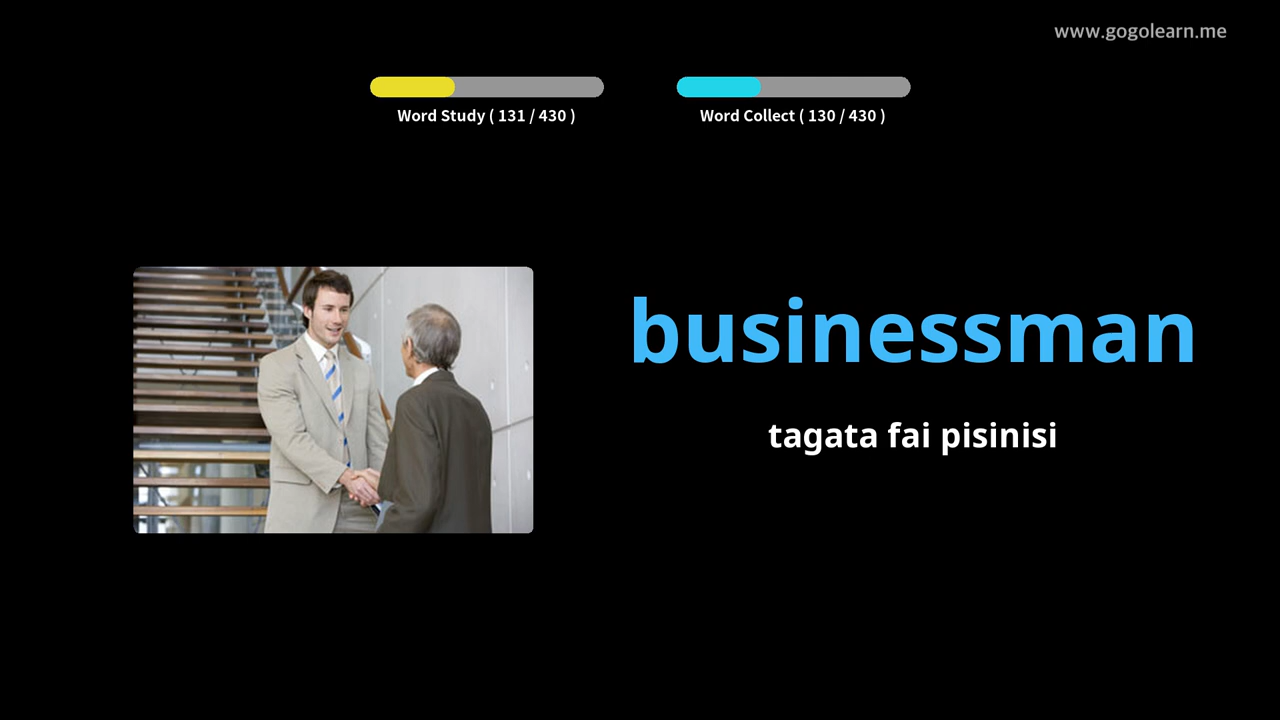 www.gogolearn.me
Word Study ( 131 / 430 )
Word Collect ( 130 / 430 )
businessman
tagata fai pisinisi